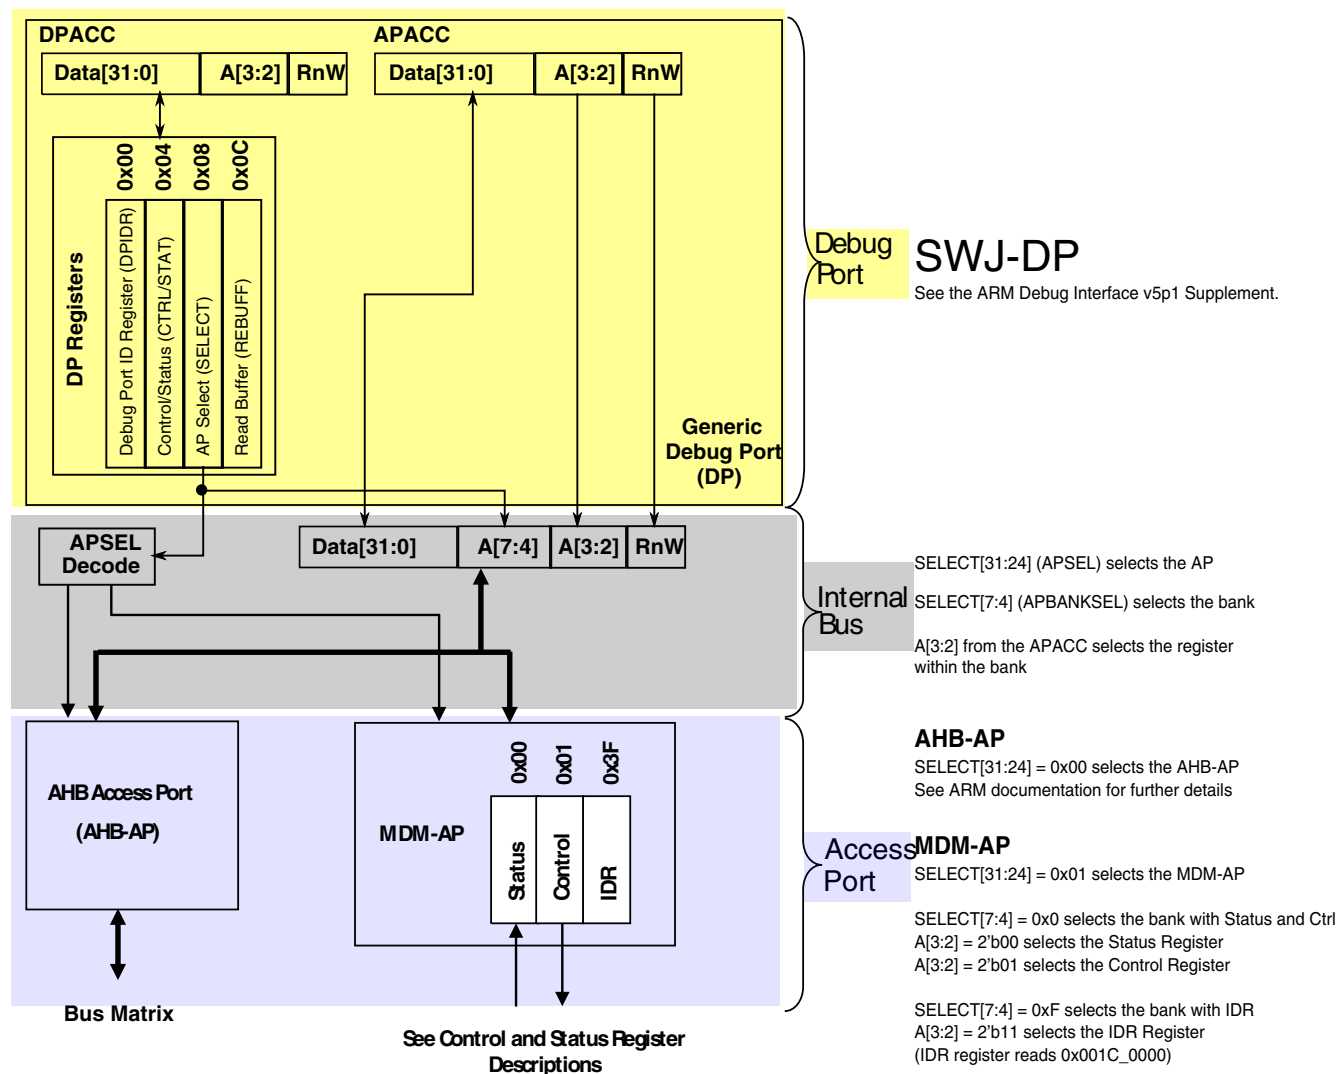 DPACC
APACC
Data[31:0] A[3:2] RnW
Data[31:0] A[3:2] RnW
0x00
0x04
0x08
0x0C
DP Registers
Debug Port ID Register (DPIDR)
Control/Status (CTRL/STAT)
AP Select (SELECT)
Read Buffer (REBUFF)
Generic
Debug Port
(DP)
Debug
Port
SWJ-DP
See the ARM Debug Interface v5p1 Supplement.
APSEL
Decode
Data[31:0] A[7:4] A[3:2] RnW
Internal
Bus
SELECT[31:24] (APSEL) selects the AP
SELECT[7:4] (APBANKSEL) selects the bank
A[3:2] from the APACC selects the register
within the bank
AHB Access Port
(AHB-AP)
MDM-AP
0x00
0x01
0x3F
Status
Control
IDR
Bus Matrix
See Control and Status Register
Descriptions
Access
Port
AHB-AP
SELECT[31:24] = 0x00 selects the AHB-AP
See ARM documentation for further details
MDM-AP
SELECT[31:24] = 0x01 selects the MDM-AP
SELECT[7:4] = 0x0 selects the bank with Status and Ctrl
A[3:2] = 2'b00 selects the Status Register
A[3:2] = 2'b01 selects the Control Register
SELECT[7:4] = 0xF selects the bank with IDR
A[3:2] = 2'b11 selects the IDR Register
(IDR register reads 0x001C_0000)